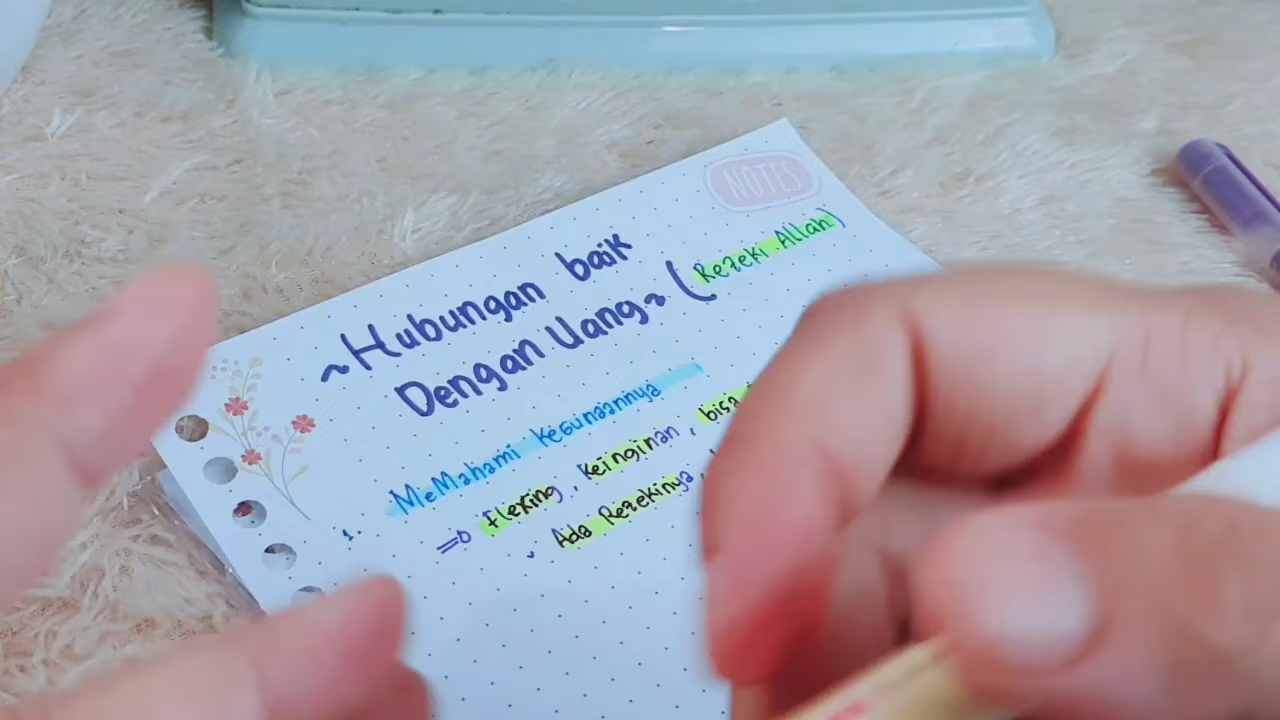 NOTES
~Hubungan baik
Dengan Uang~ (Rezeki Allah)
1. MeMahami Kegunaannya
=D Flexing, Keinginan, bisa
Ada Rezekinya,